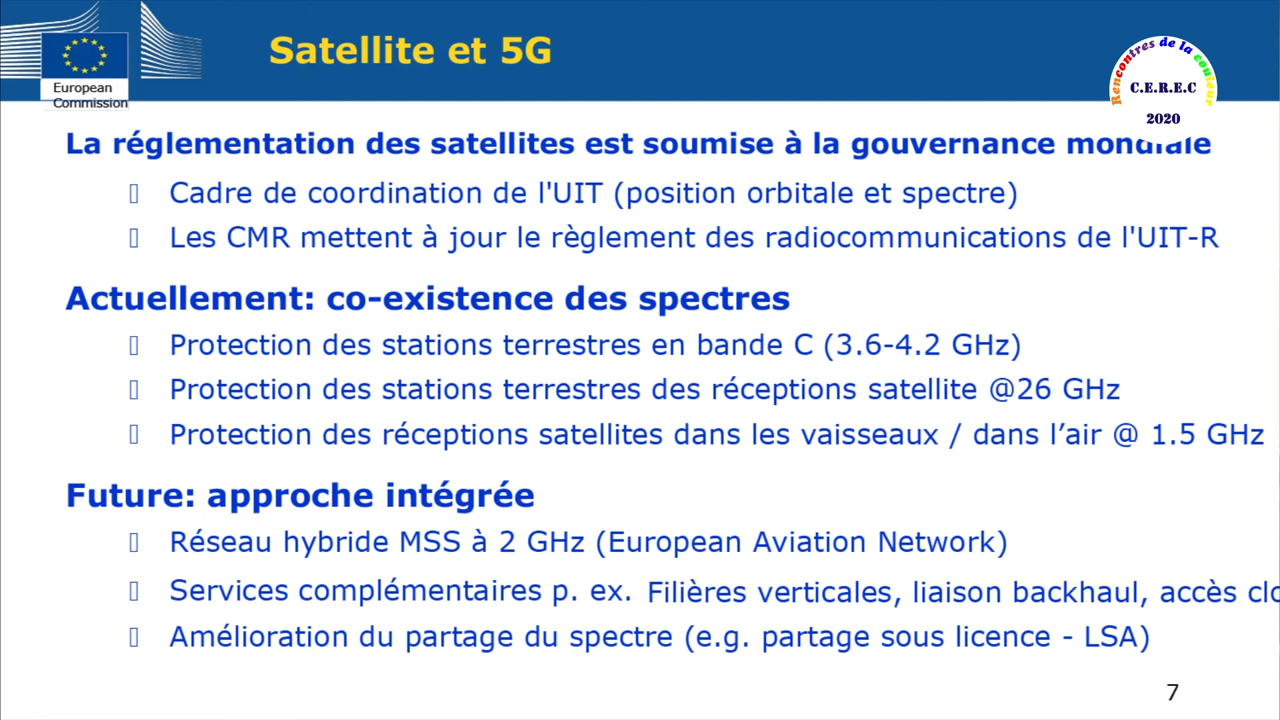 Satellite et 5G
European
Commission
Rencontres de la couleur
C.E.R.E.C
2020
La réglementation des satellites est soumise à la gouvernance mondiale
Cadre de coordination de l'UIT (position orbitale et spectre)
Les CMR mettent à jour le règlement des radiocommunications de l'UIT-R
Actuellement: co-existence des spectres
Protection des stations terrestres en bande C (3.6-4.2 GHz)
Protection des stations terrestres des réceptions satellite @26 GHz
Protection des réceptions satellites dans les vaisseaux / dans l’air @ 1.5 GHz
Future: approche intégrée
Réseau hybride MSS à 2 GHz (European Aviation Network)
Services complémentaires p. ex. Filières verticales, liaison backhaul, accès
Amélioration du partage du spectre (e.g. partage sous licence - LSA)
7